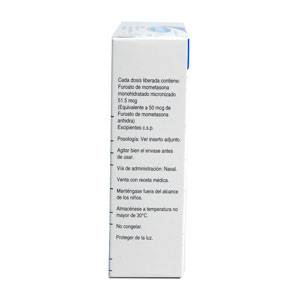 Cada dosis liberada contiene:
Furoato de mometasona
monohidratado micronizado
51.5 mcg
(Equivalente a 50 mcg de
Furoato de mometasona
anhidra)
Excipientes c.s.p.
Posología: Ver inserto adjunto.
Agitar bien el envase antes
de usar.
Vía de administración: Nasal.
Venta con receta médica.
Manténgase fuera del alcance
de los niños.
Almacénese a temperatura no
mayor de 30°C.
No congelar.
Proteger de la luz.